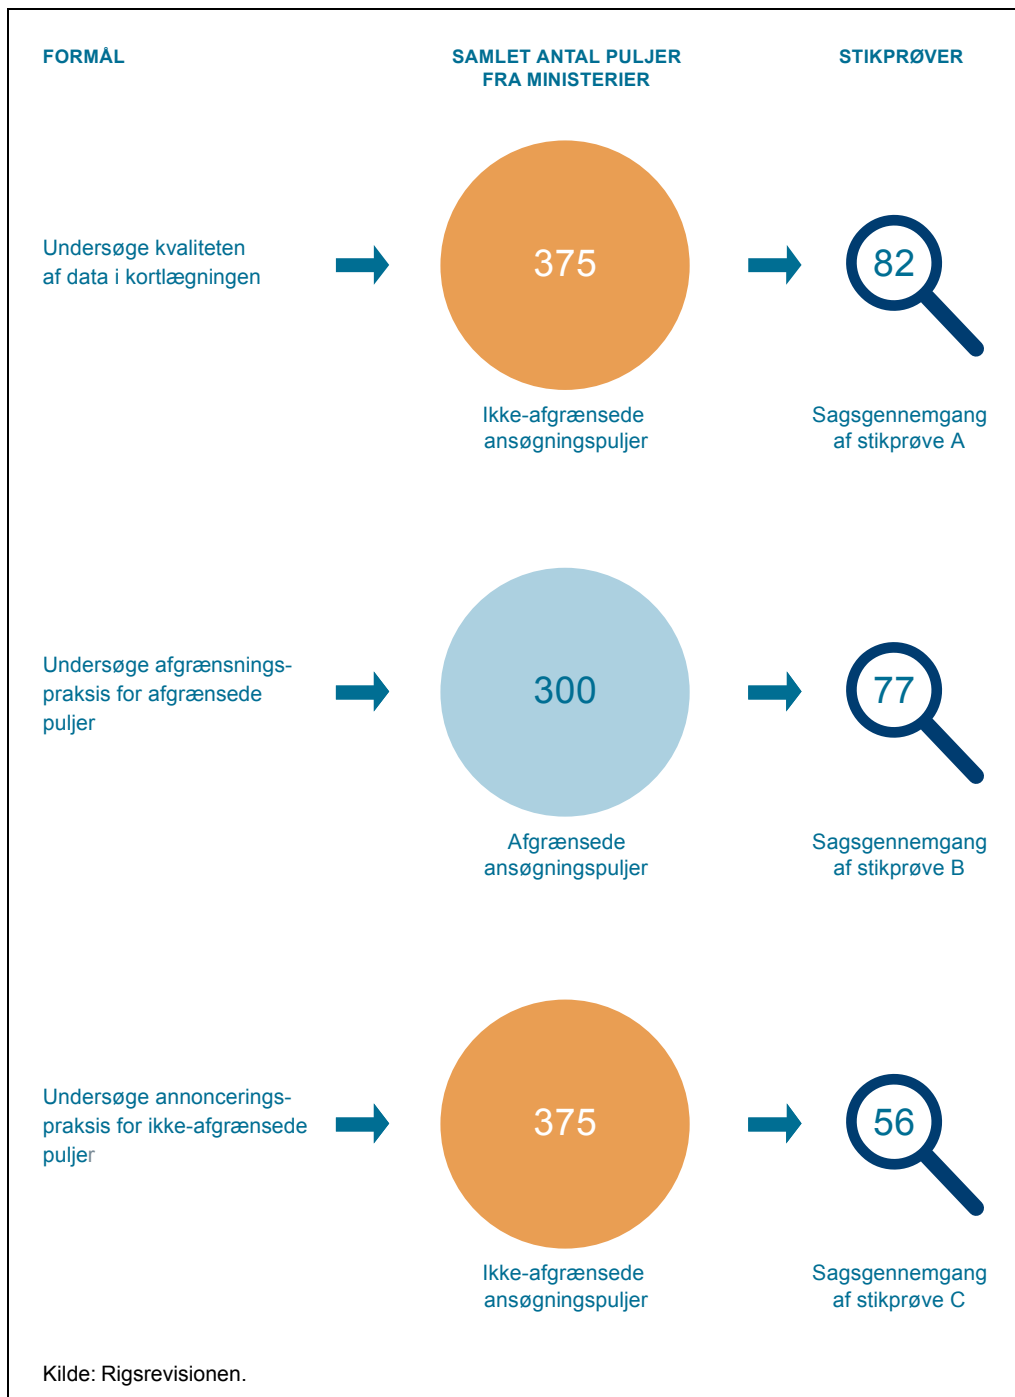 FORMÅL
SAMLET ANTAL PULJER
FRA MINISTERIER
STIKPRØVER
Undersøge kvaliteten
af data i kortlægningen
375
Ikke-afgrænsede
ansøgningspuljer
82
Sagsgennemgang
af stikprøve A
Undersøge afgrænsnings-
praksis for afgrænsede
puljer
300
Afgrænsede
ansøgningspuljer
77
Sagsgennemgang
af stikprøve B
Undersøge annoncerings-
praksis for ikke-afgrænsede
puljer
375
Ikke-afgrænsede
ansøgningspuljer
56
Sagsgennemgang
af stikprøve C
Kilde: Rigsrevisionen.